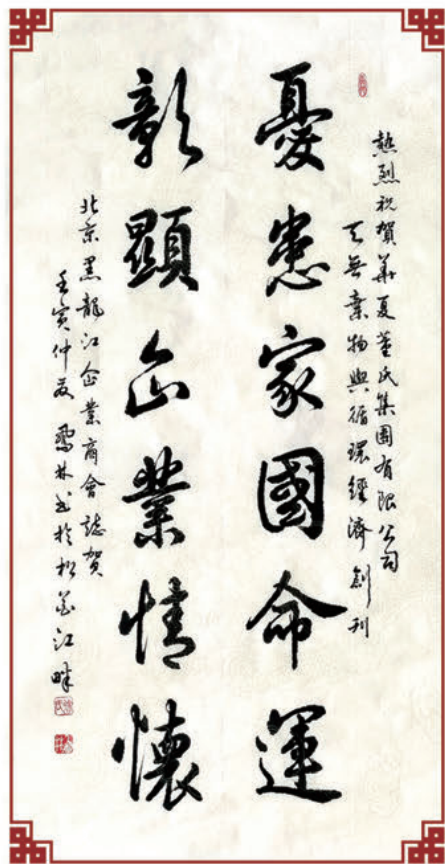 熱烈祝賀華夏董氏集團有限公司
天無棄物與循環經濟創刊
憂患家國命運
彰顯企業情懷
北京黑龍江企業商會誌賀
壬寅仲夏鳳林書於松花江畔